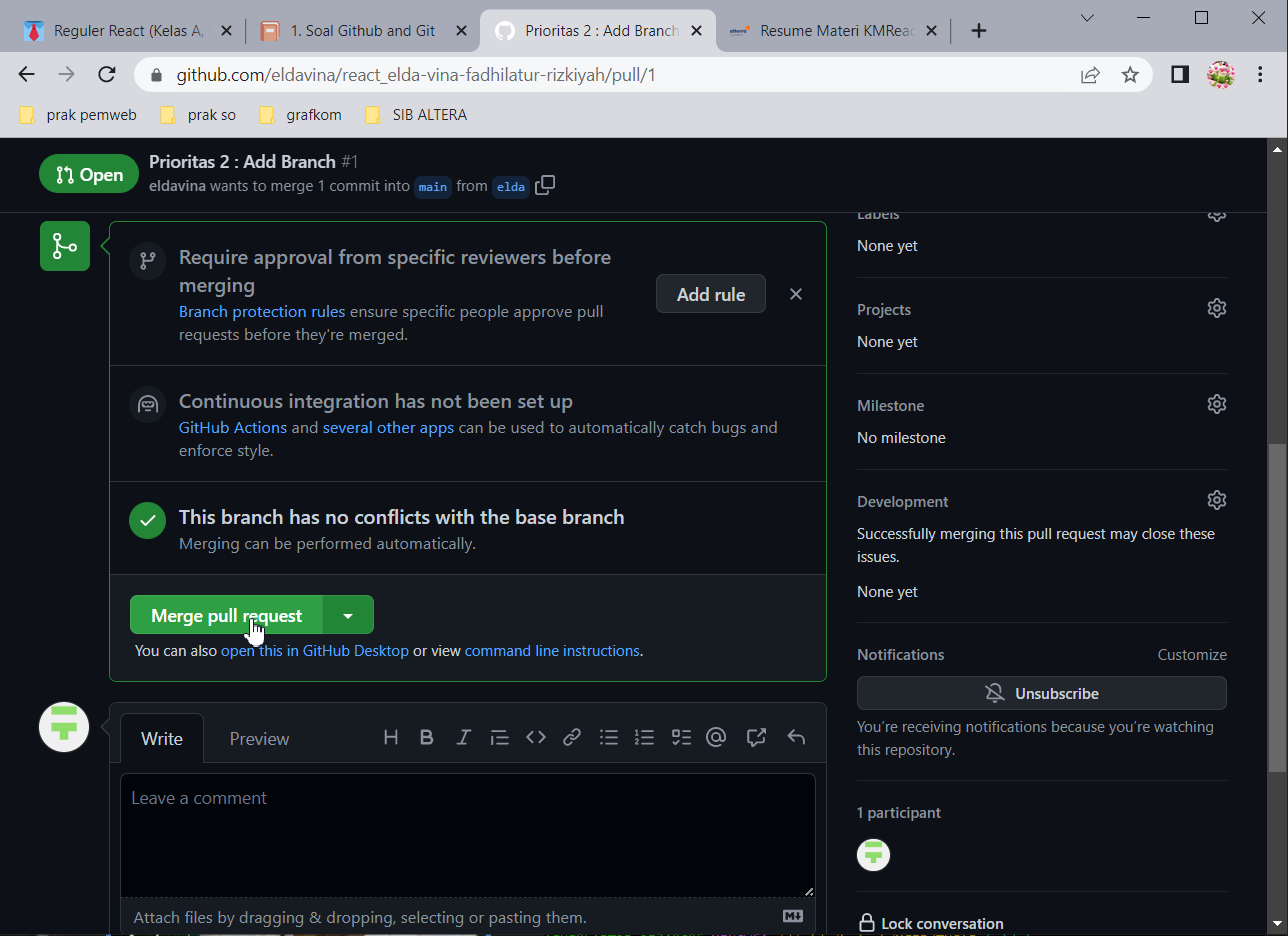 Reguler React (Kelas A,
1. Soal Github and Git
Prioritas 2 : Add Branch
Resume Materi KMReac
github.com/eldavina/react_elda-vina-fadhilatur-rizkiyah/pull/1
prak pemweb
prak so
grafkom
SIB ALTERA
Open
Prioritas 2 : Add Branch #1
eldavina wants to merge 1 commit into main from elda
Require approval from specific reviewers before
merging
Branch protection rules ensure specific people approve pull
requests before they're merged.
Add rule
Continuous integration has not been set up
GitHub Actions and several other apps can be used to automatically catch bugs and
enforce style.
This branch has no conflicts with the base branch
Merging can be performed automatically.
Merge pull request
You can also open this in GitHub Desktop or view command line instructions.
Write
Preview
Leave a comment
Attach files by dragging & dropping, selecting or pasting them.
Labels
None yet
Projects
None yet
Milestone
No milestone
Development
Successfully merging this pull request may close these
issues.
None yet
Notifications
Customize
Unsubscribe
You're receiving notifications because you're watching
this repository.
1 participant
Lock conversation